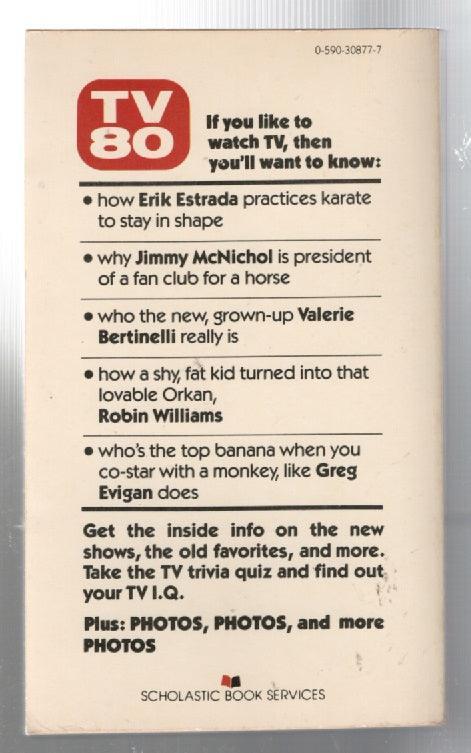 0-590-30877-7
TV
80
If you like to
watch TV, then
you'll want to know:
• how Erik Estrada practices karate
to stay in shape
• why Jimmy McNichol is president
of a fan club for a horse
• who the new, grown-up Valerie
Bertinelli really is
• how a shy, fat kid turned into that
lovable Orkan,
Robin Williams
• who's the top banana when you
co-star with a monkey, like Greg
Evigan does
Get the inside info on the new
shows, the old favorites, and more.
Take the TV trivia quiz and find out
your TV I.Q.
Plus: PHOTOS, PHOTOS, and more
PHOTOS
SCHOLASTIC BOOK SERVICES